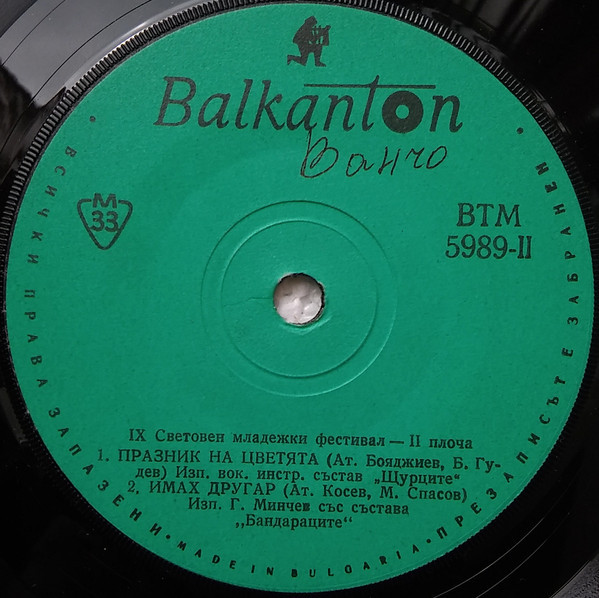 Balkanton
Ванчо
М
33
ВТМ
5989-II
IX Световен младежки фестивал — II плоча
1. ПРАЗНИК НА ЦВЕТЯТА (Ат. Бояджиев, Б. Гу-
дев) Изп. вок. инстр. състав „Щурците"
2. ИМАХ ДРУГАР (Ат. Косев, М. Спасов)
Изп. Г. Минчев със състава
„Бандараците"
• ВСИЧКИ ПРАВА ЗАПАЗЕНИ • MADE IN BULGARIA • ПРЕЗАПИСЪТ Е ЗАБРАНЕН •